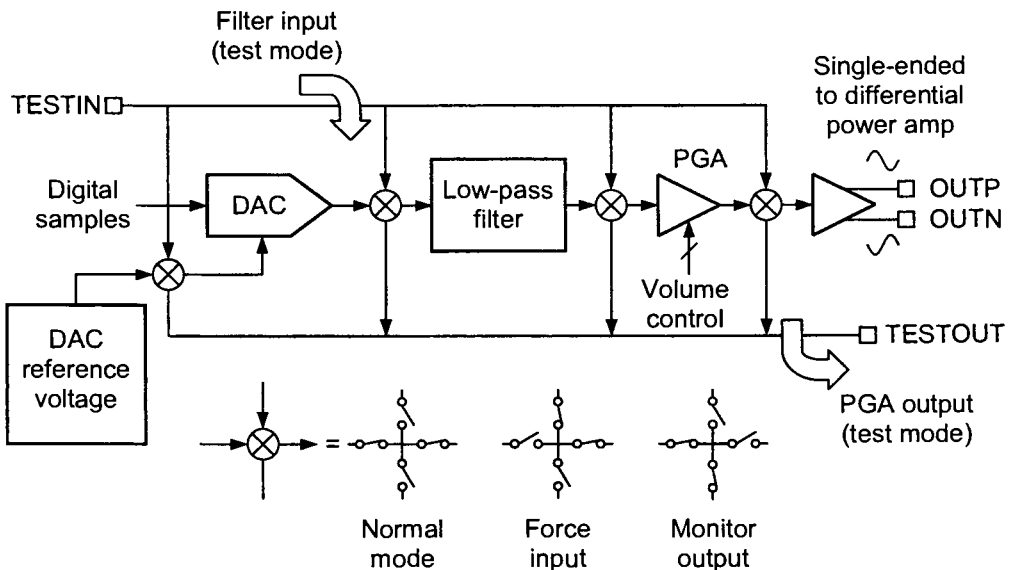 Filter input
(test mode)
Single-ended
to differential
power amp
TESTIN
PGA
Digital
samples
DAC
Low-pass
filter
OUTP
OUTN
Volume
control
DAC
reference
voltage
TESTOUT
PGA output
(test mode)
=
Normal
mode
Force
input
Monitor
output